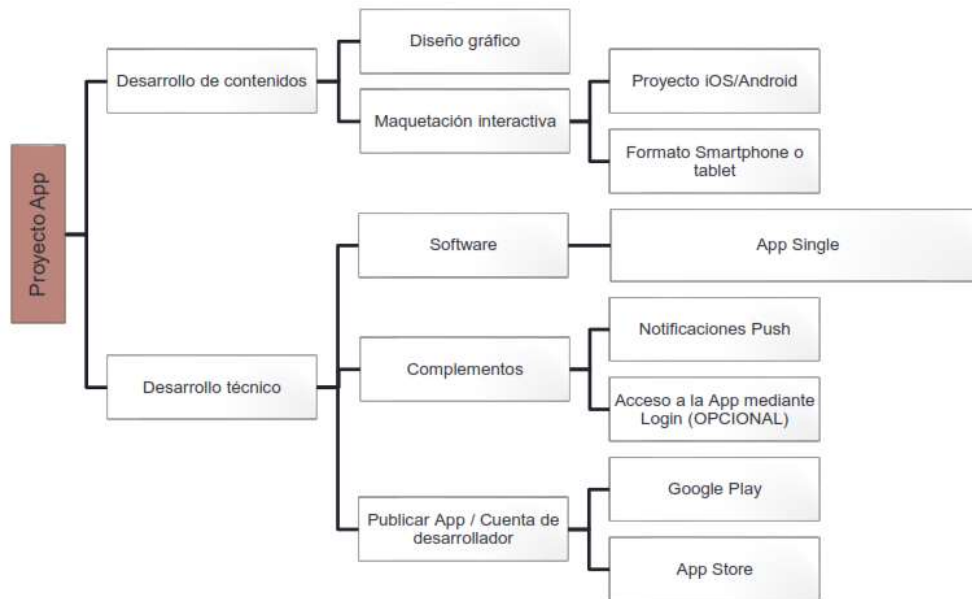 Proyecto App
Desarrollo de contenidos
Diseño gráfico
Maquetación interactiva
Proyecto iOS/Android
Formato Smartphone o
tablet
Desarrollo técnico
Software
App Single
Complementos
Notificaciones Push
Acceso a la App mediante
Login (OPCIONAL)
Publicar App / Cuenta de
desarrollador
Google Play
App Store